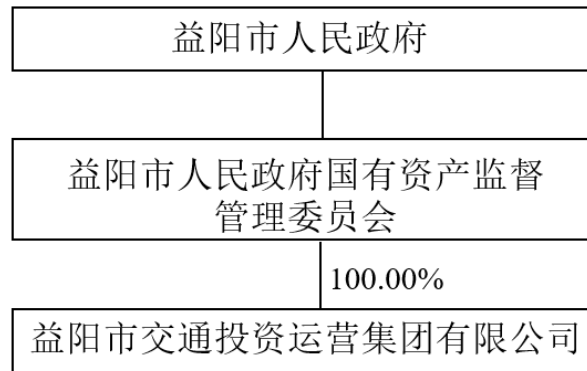 益阳市人民政府
益阳市人民政府国有资产监督
管理委员会
100.00%
益阳市交通投资运营集团有限公司